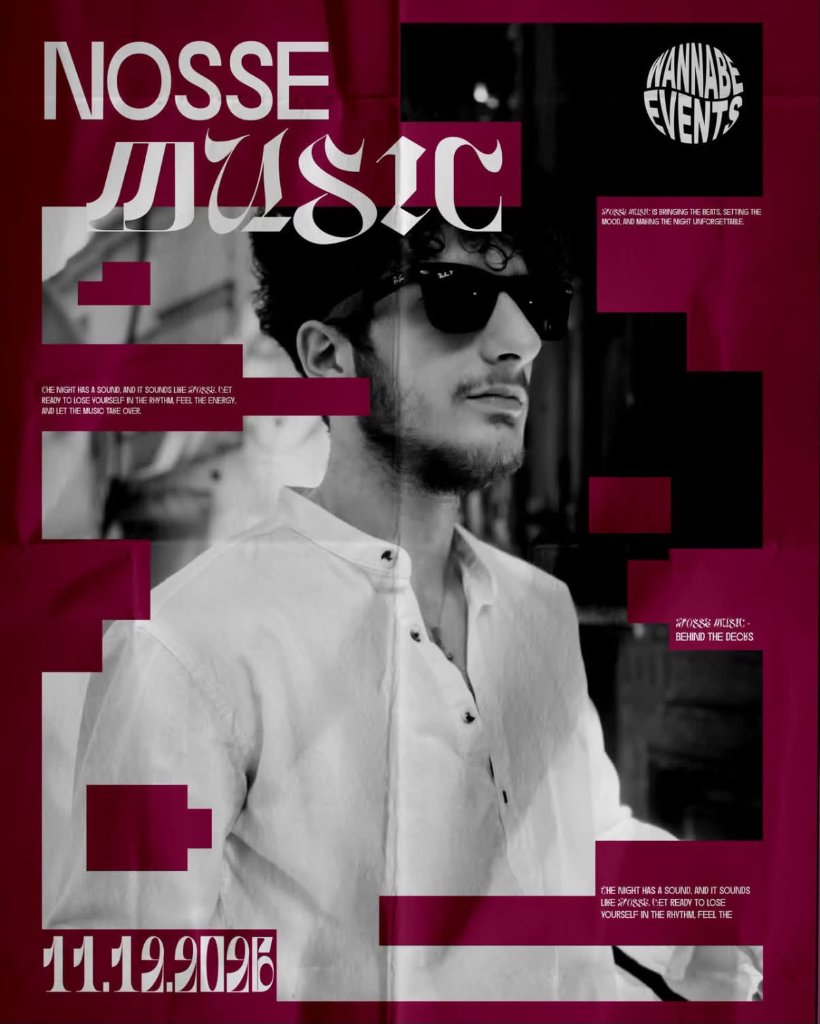 NOSSE
MUSIC
WANNABE
EVENTS
NOSSE MUSIC IS BRINGING THE BEATS, SETTING THE
MOOD, AND MAKING THE NIGHT UNFORGETTABLE.
Ray-Ban
THE NIGHT HAS A SOUND, AND IT SOUNDS LIKE NOSSE. GET
READY TO LOSE YOURSELF IN THE RHYTHM, FEEL THE ENERGY,
AND LET THE MUSIC TAKE OVER.
NOSSE MUSIC -
BEHIND THE DECKS
THE NIGHT HAS A SOUND, AND IT SOUNDS
LIKE NOSSE. GET READY TO LOSE
YOURSELF IN THE RHYTHM, FEEL THE
11.12.2025